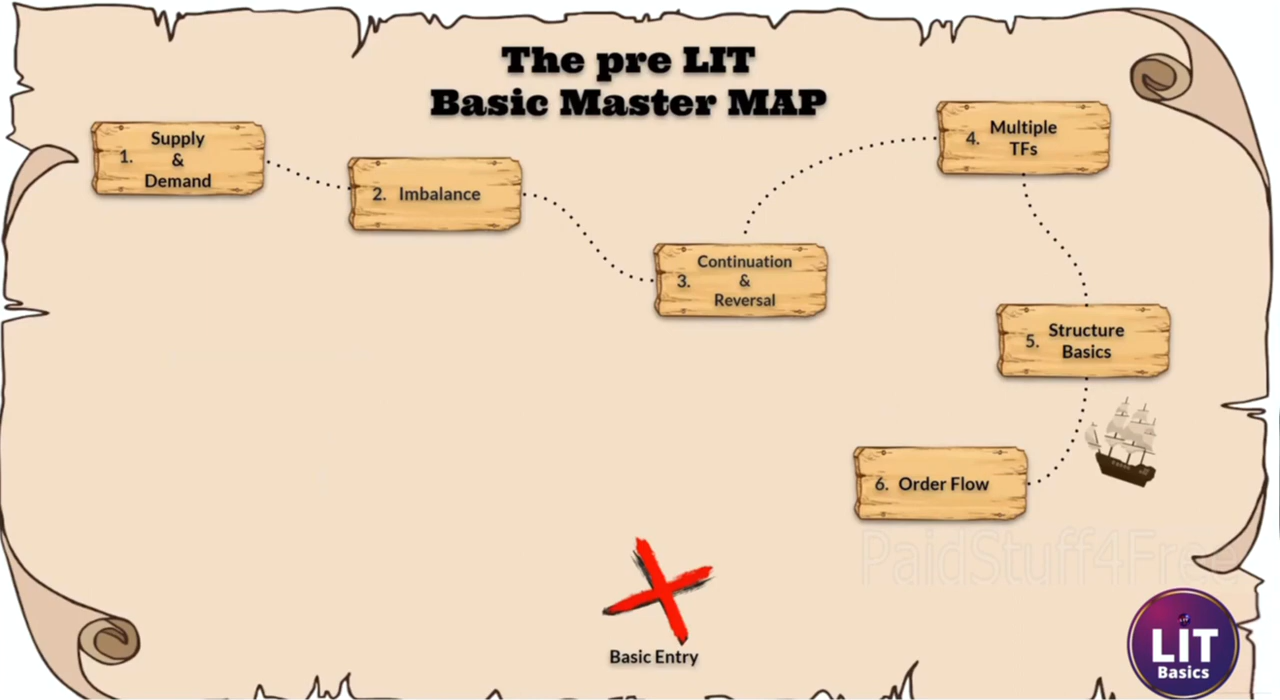 The pre LIT
Basic Master MAP
1. Supply
&
Demand
2. Imbalance
3. Continuation
&
Reversal
4. Multiple
TFs
5. Structure
Basics
6. Order Flow
PaidStuff4Free
Basic Entry
LIT
Basics